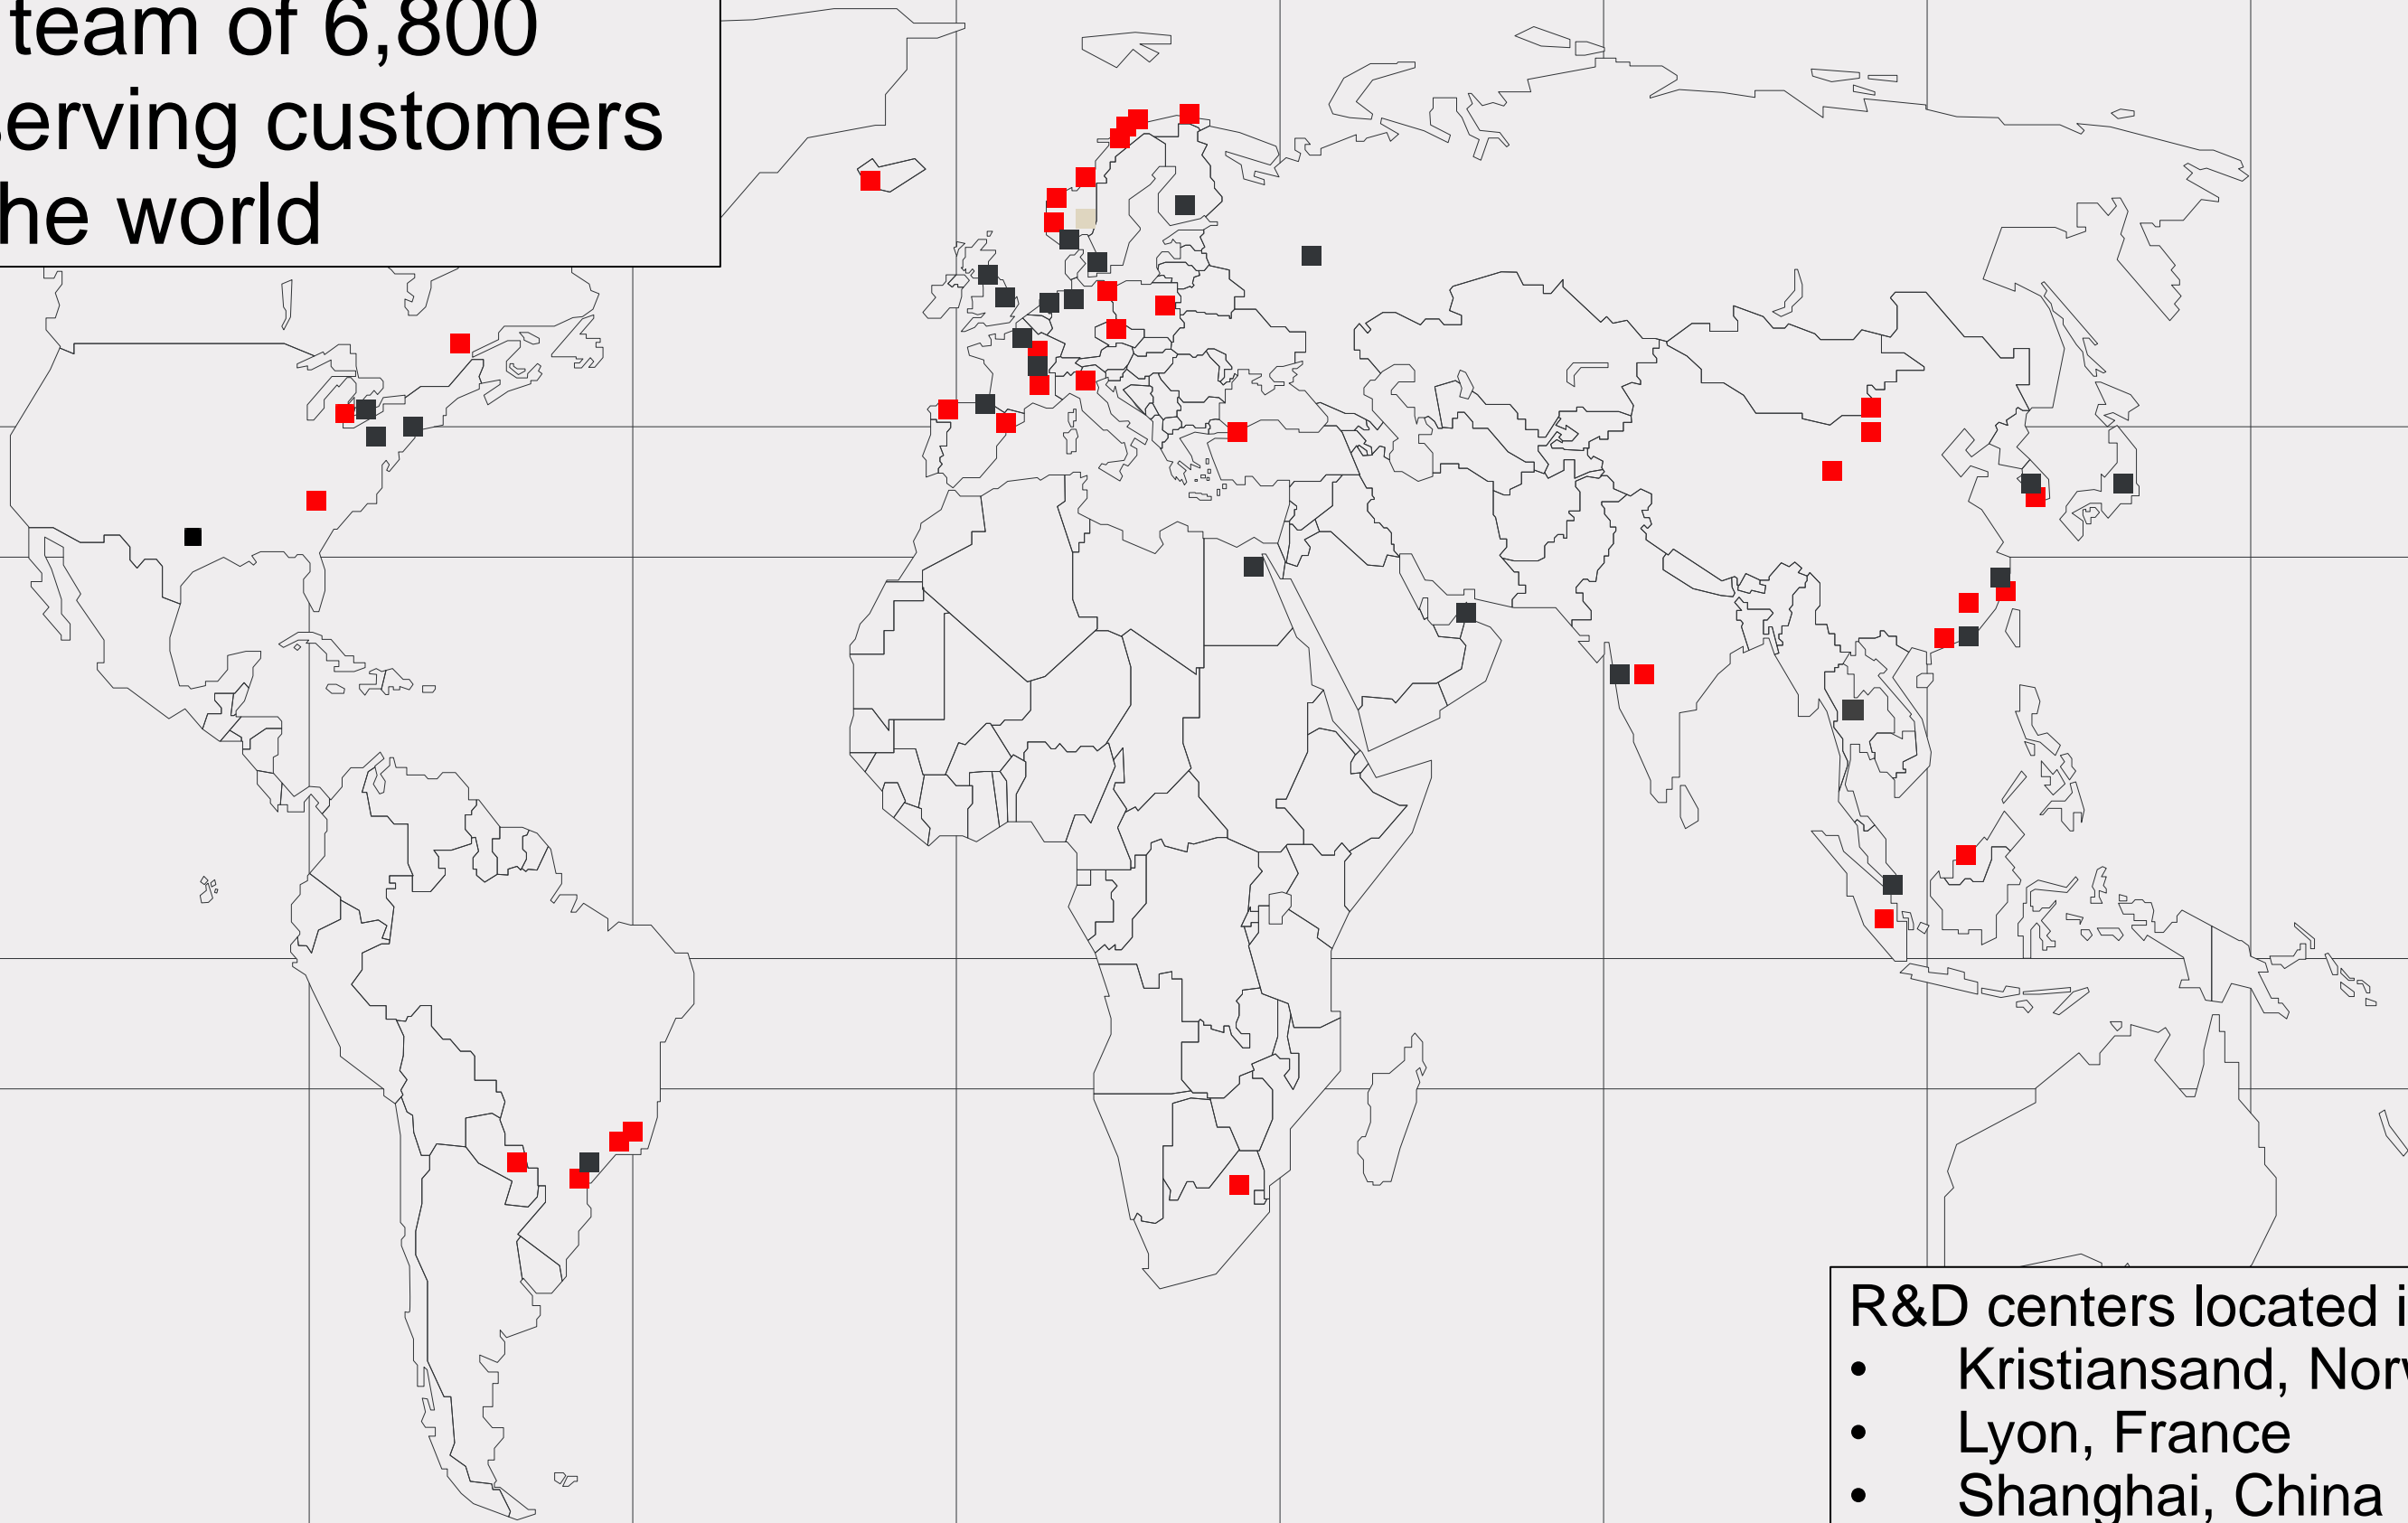 team of 6,800
erving customers
he world
R&D centers located i
• Kristiansand, Nor
• Lyon, France
• Shanghai, China